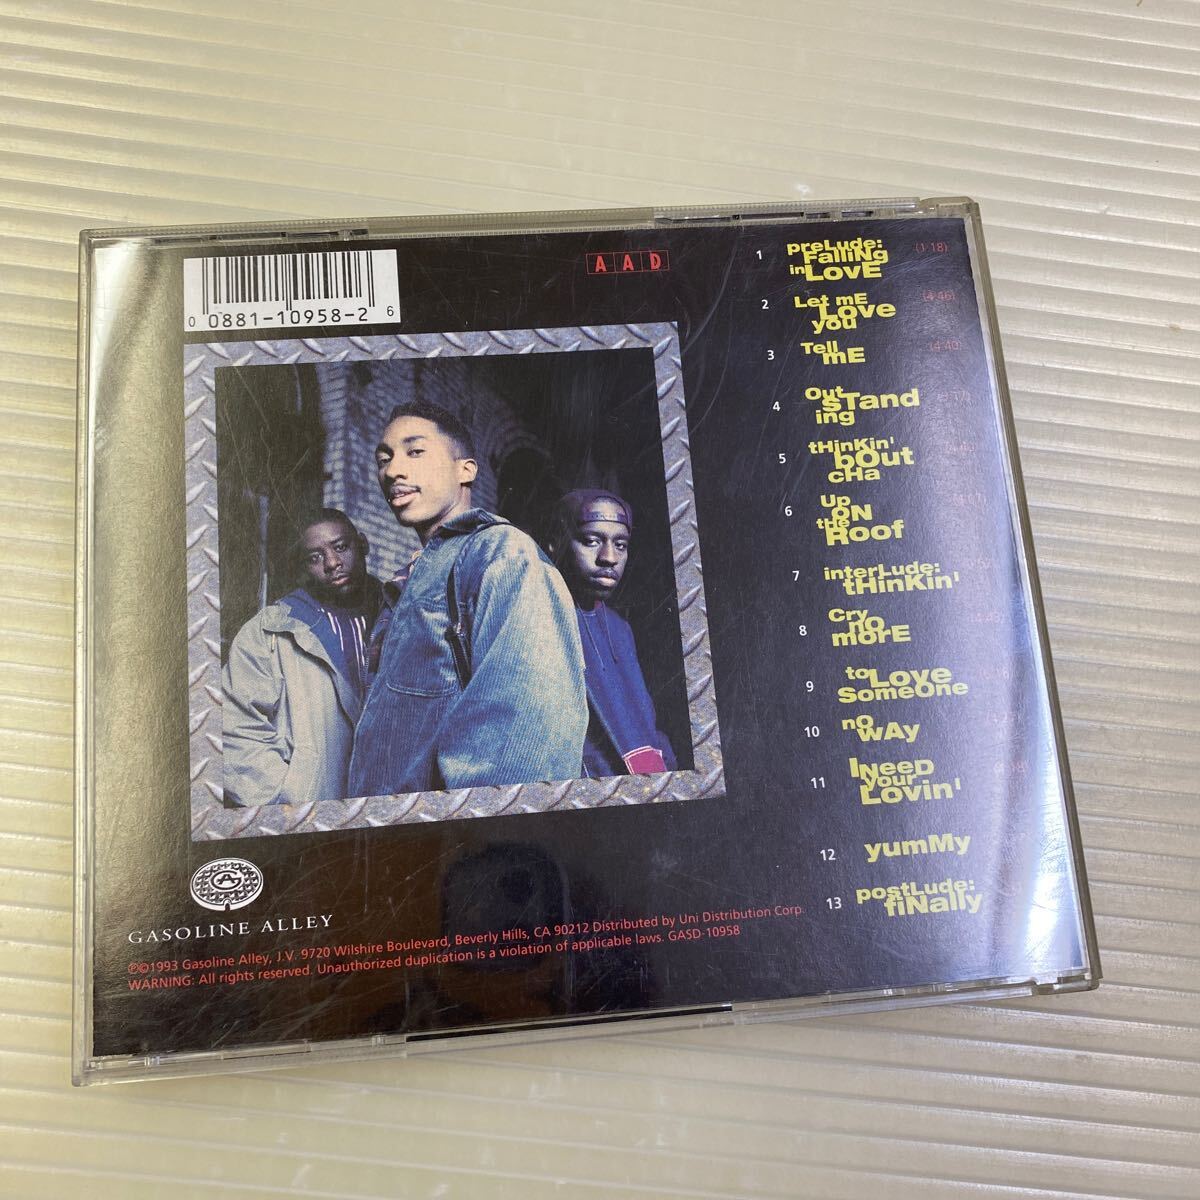 0 0881-10958-2 6
A A D
1 preLude: FalliNg in LovE (1:18)
2 Let mE Love you (4:46)
3 Tell mE (4:40)
4 Out sTand ing
5 tHinKin' bOut cHa
6 Up oN the Roof
7 interLude: tHinKin'
8 Cry no morE
9 to Love SomeOne
10 no wAy
11 I NeeD your Lovin'
12 yumMy
13 postLude: fiNally
GA
GASOLINE ALLEY
℗©1993 Gasoline Alley, J.V. 9720 Wilshire Boulevard, Beverly Hills, CA 90212 Distributed by Uni Distribution Corp.
WARNING: All rights reserved. Unauthorized duplication is a violation of applicable laws. GASD-10958